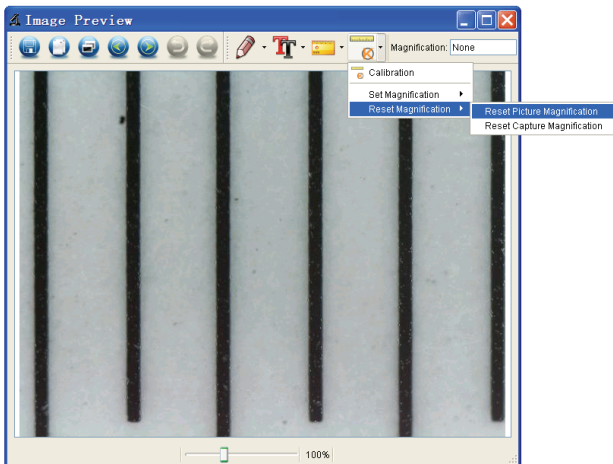 Image Preview
Magnification: None
Calibration
Set Magnification
Reset Magnification
Reset Picture Magnification
Reset Capture Magnification
100%